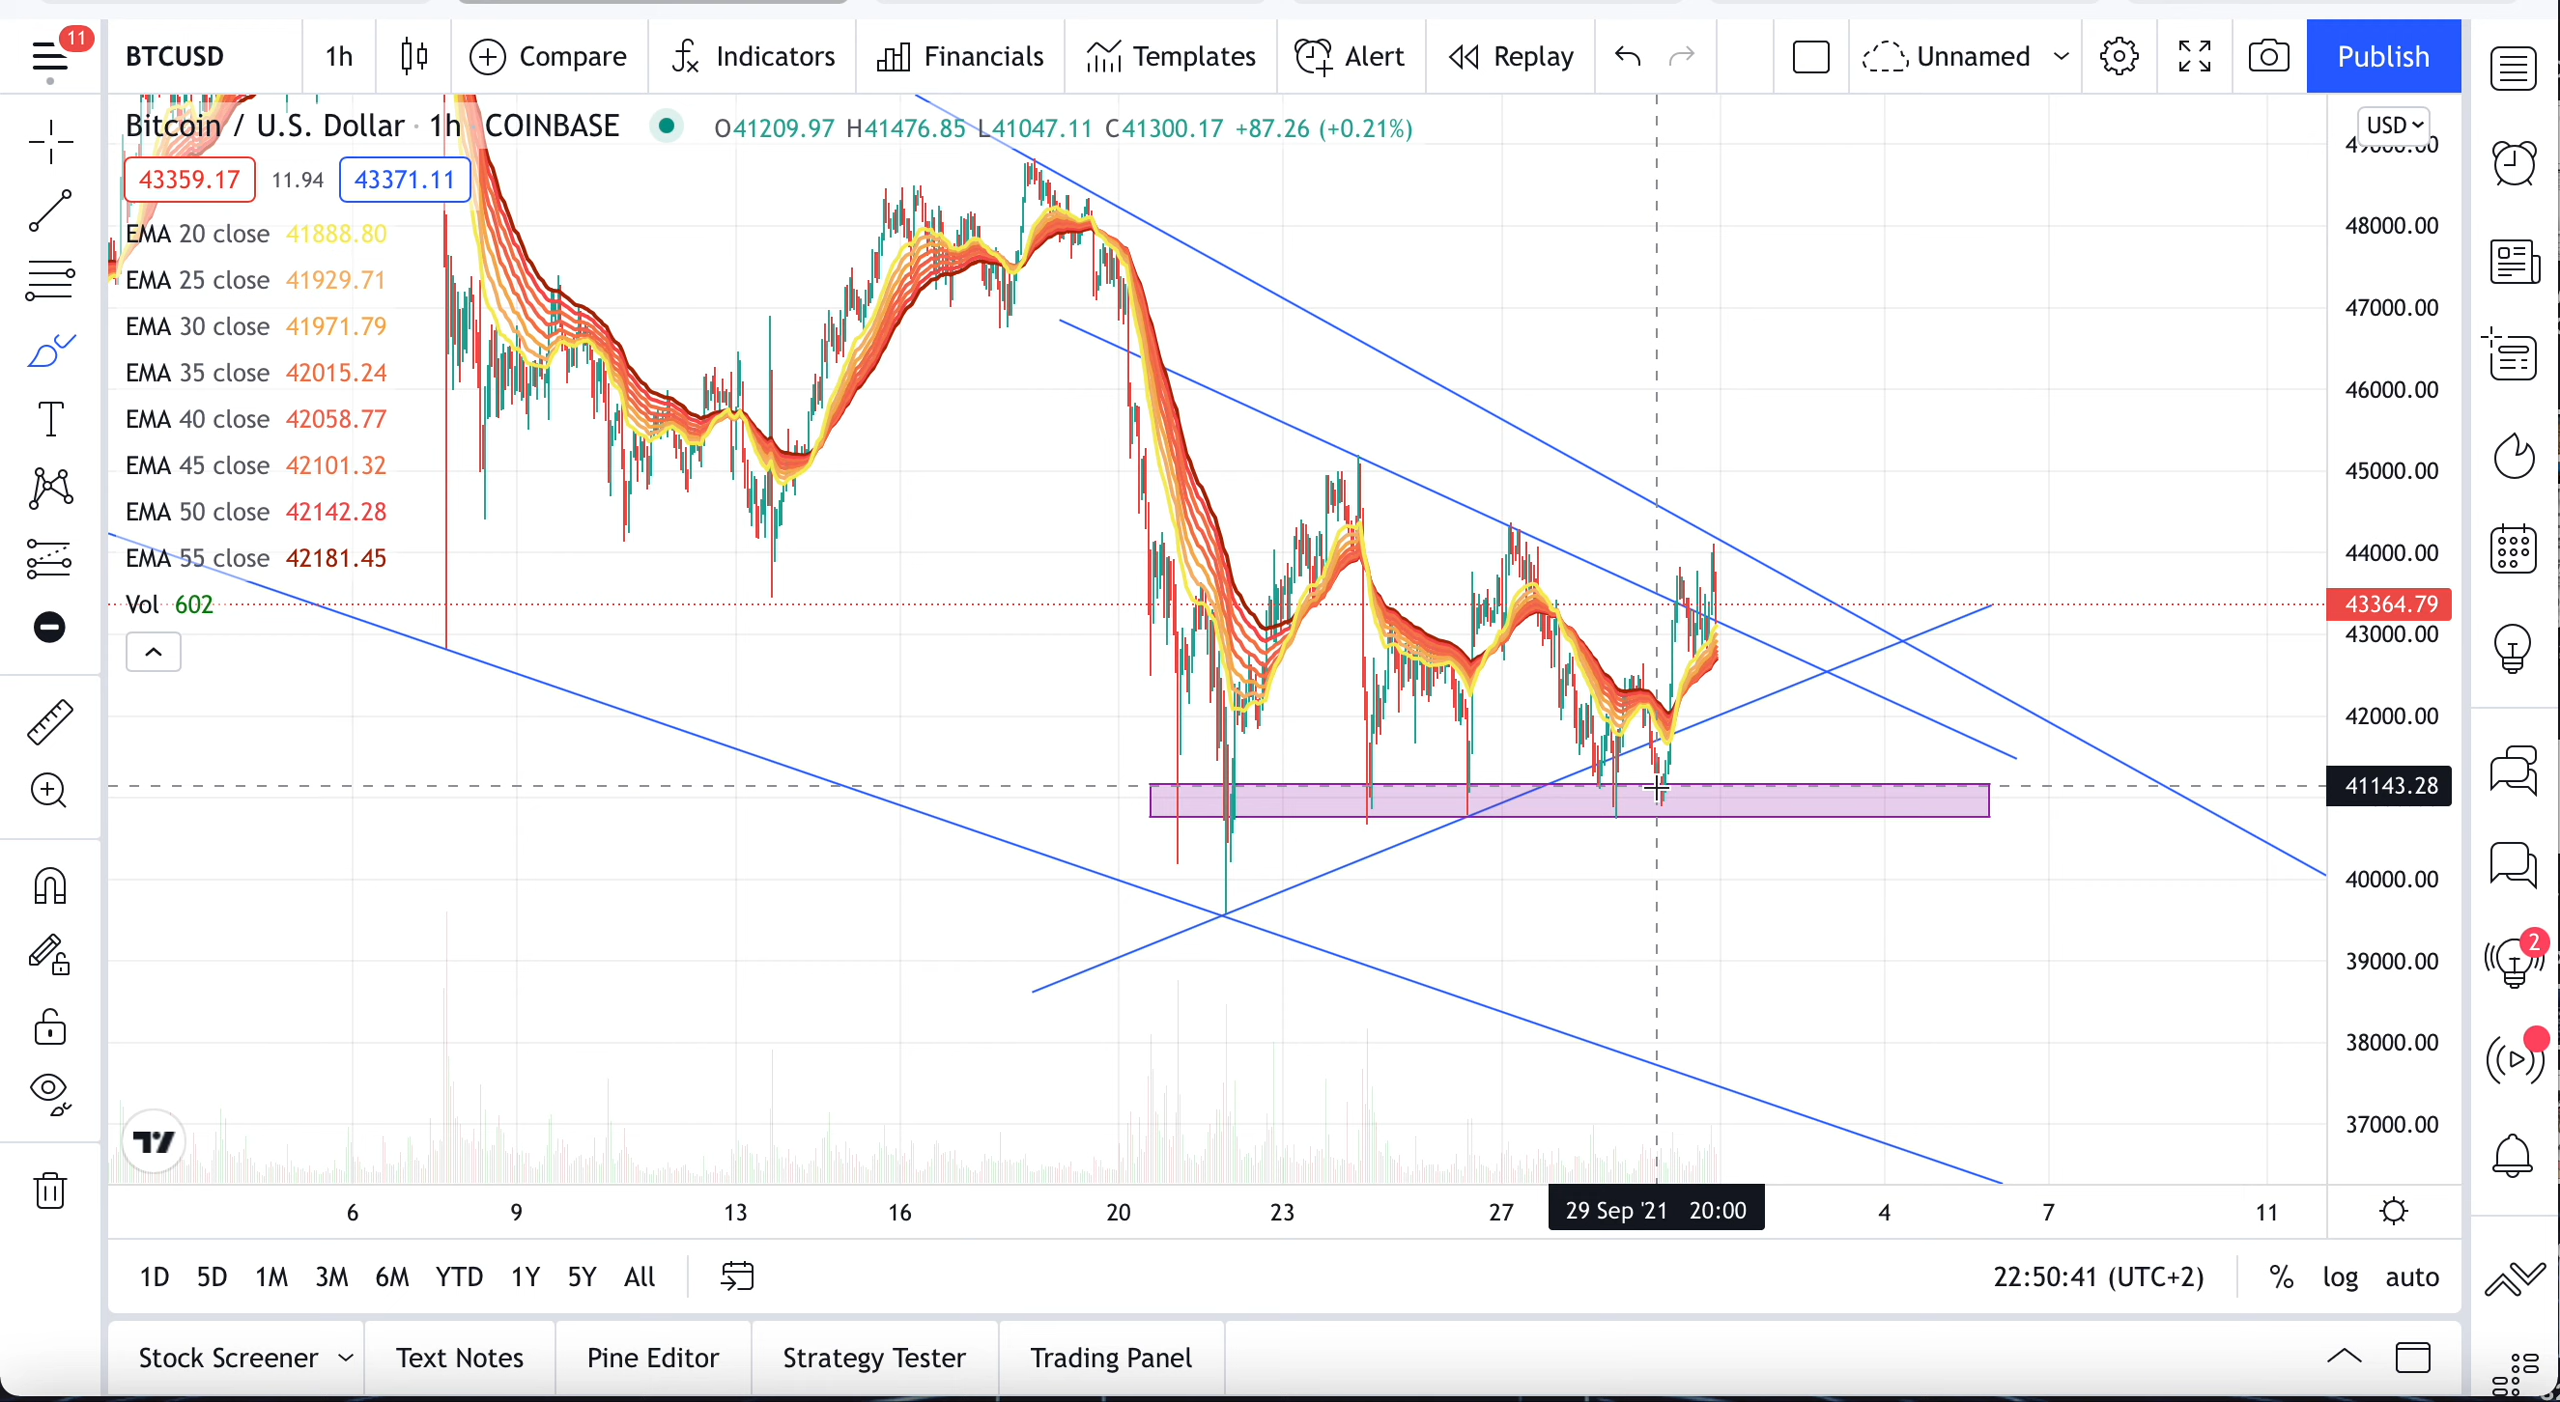 11
BTCUSD 1h Compare Indicators Financials Templates Alert Replay Unnamed Publish
Bitcoin / U.S. Dollar · 1h COINBASE O41209.97 H41476.85 L41047.11 C41300.17 +87.26 (+0.21%)
USD
43359.17 11.94 43371.11
EMA 20 close 41888.80
EMA 25 close 41929.71
EMA 30 close 41971.79
EMA 35 close 42015.24
EMA 40 close 42058.77
EMA 45 close 42101.32
EMA 50 close 42142.28
EMA 55 close 42181.45
Vol 602
48000.00
47000.00
46000.00
45000.00
44000.00
43364.79
43000.00
42000.00
41143.28
40000.00
39000.00
38000.00
37000.00
2
6 9 13 16 20 23 27 29 Sep '21 20:00 4 7 11
1D 5D 1M 3M 6M YTD 1Y 5Y All 22:50:41 (UTC+2) % log auto
Stock Screener Text Notes Pine Editor Strategy Tester Trading Panel